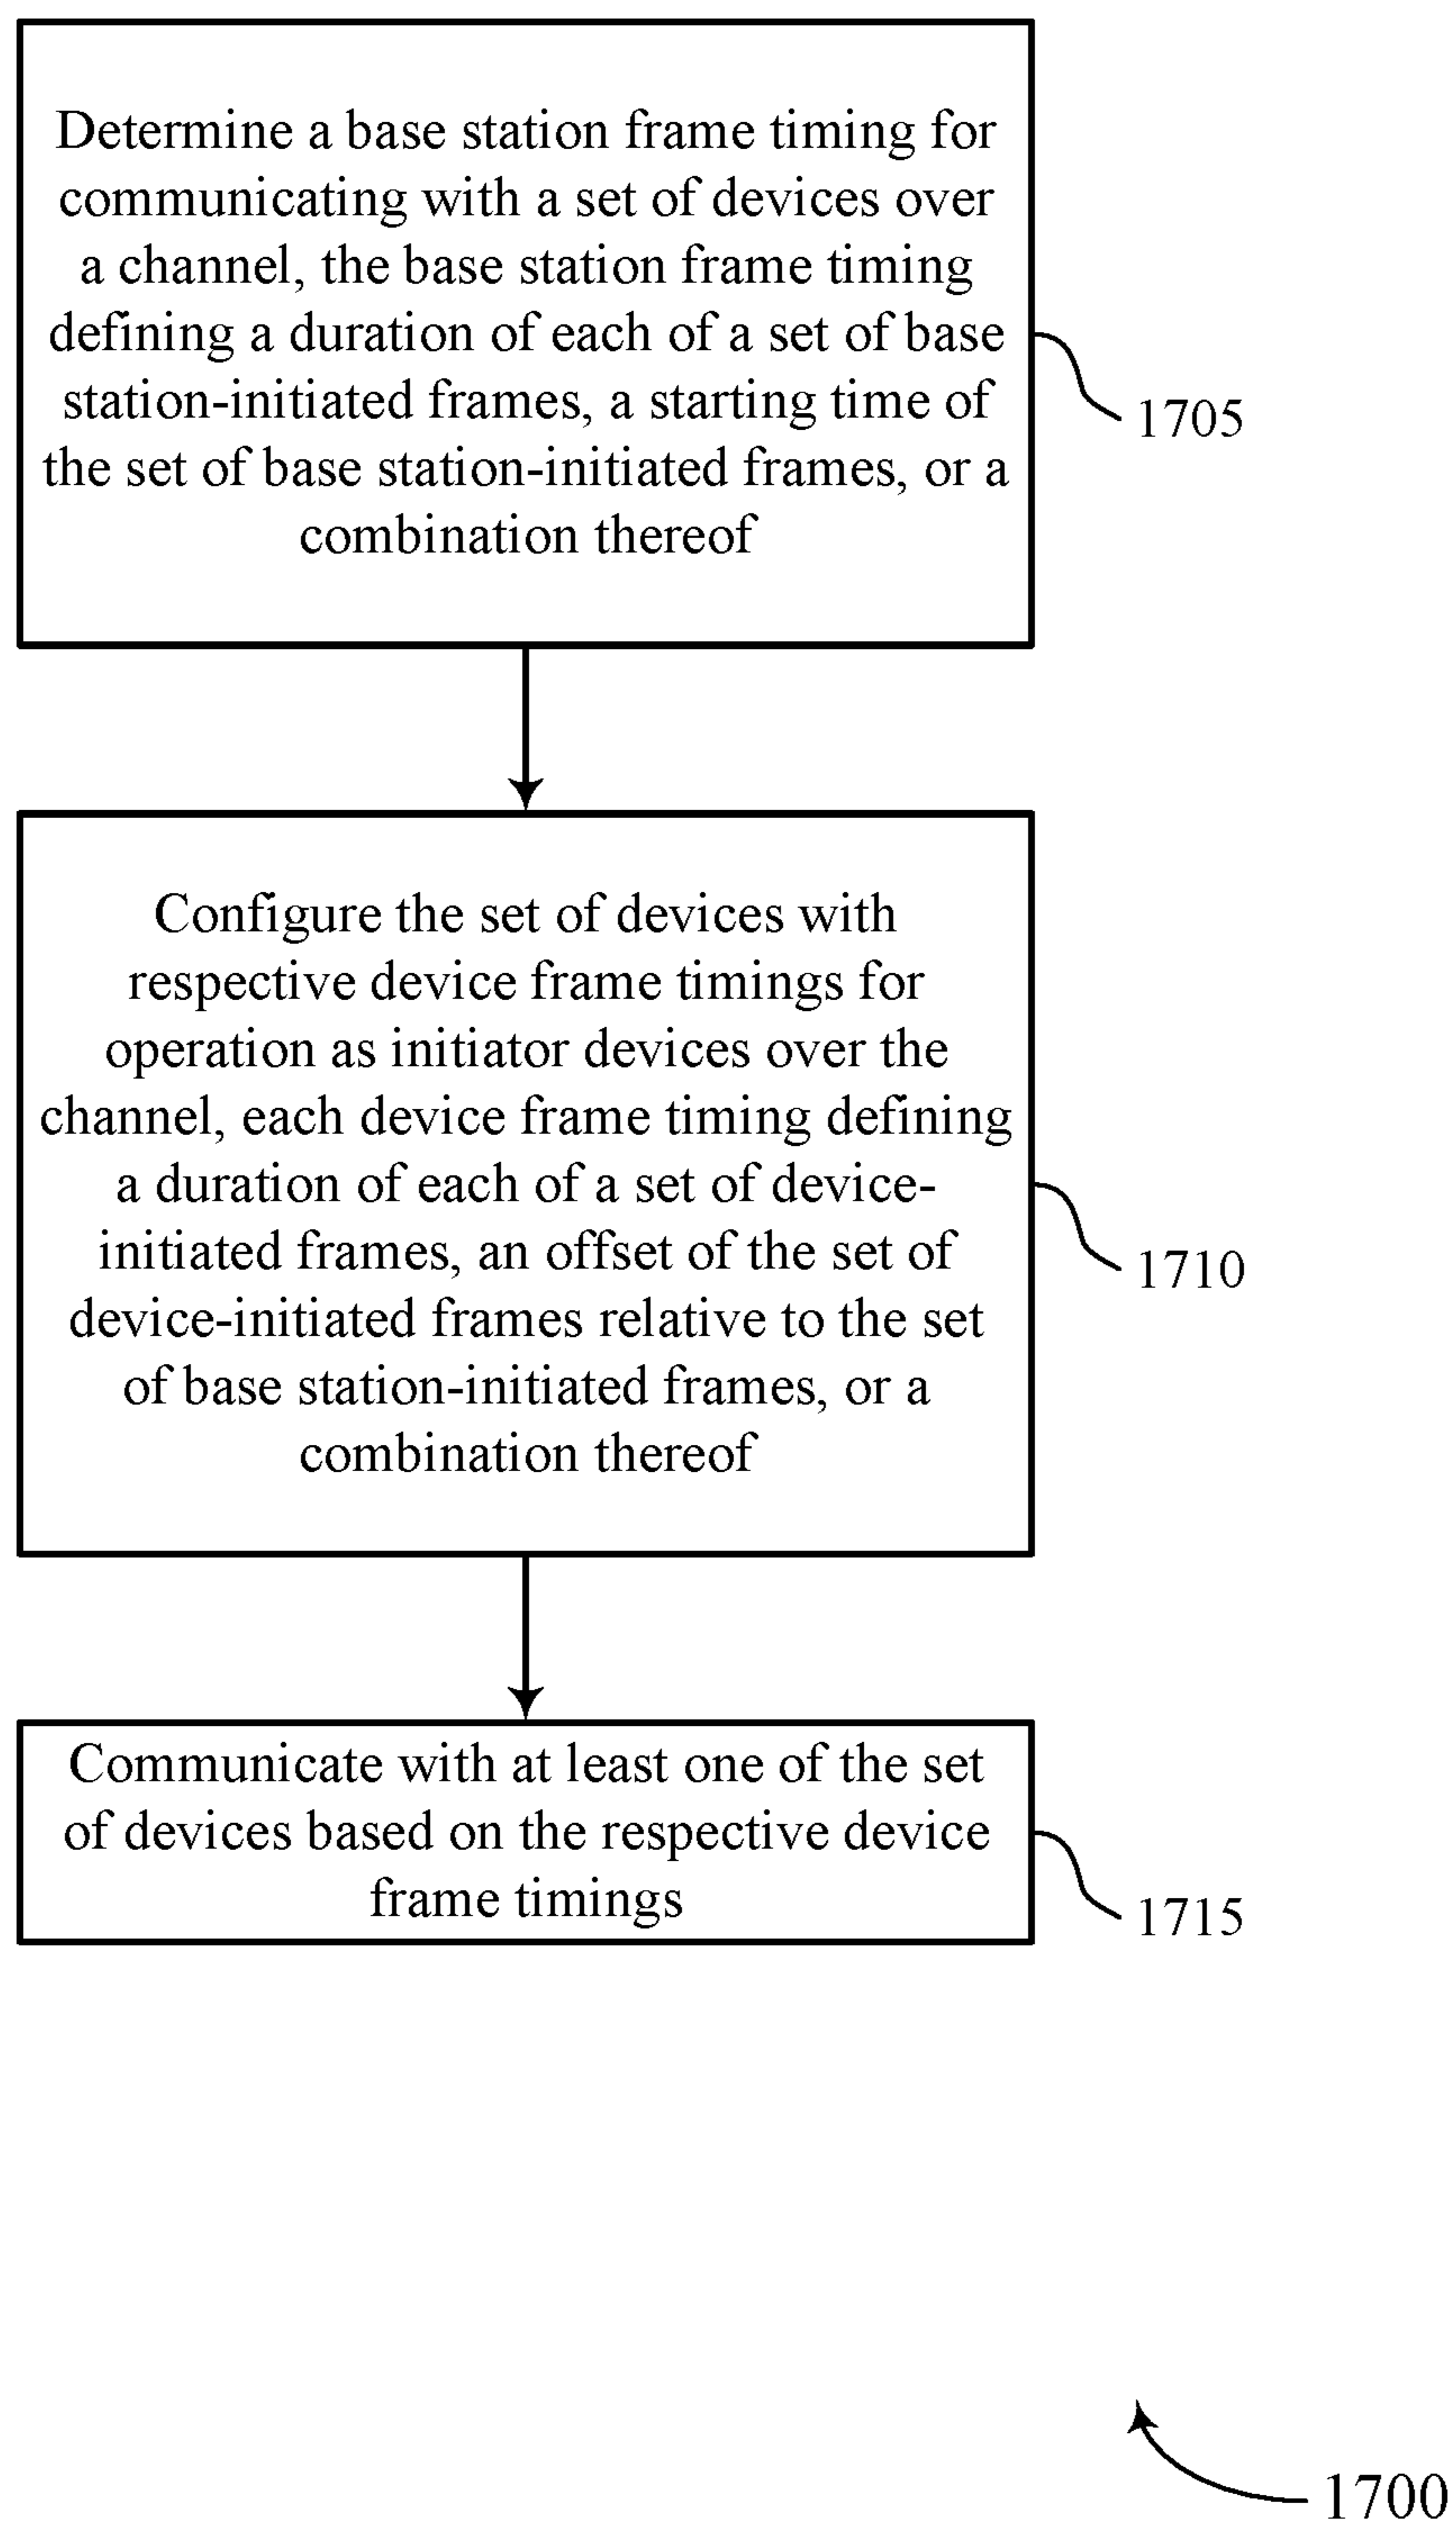 Determine a base station frame timing for
communicating with a set of devices over
a channel, the base station frame timing
defining a duration of each of a set of base
station-initiated frames, a starting time of
the set of base station-initiated frames, or a
combination thereof
1705
Configure the set of devices with
respective device frame timings for
operation as initiator devices over the
channel, each device frame timing defining
a duration of each of a set of device-
initiated frames, an offset of the set of
device-initiated frames relative to the set
of base station-initiated frames, or a
combination thereof
1710
Communicate with at least one of the set
of devices based on the respective device
frame timings
1715
1700